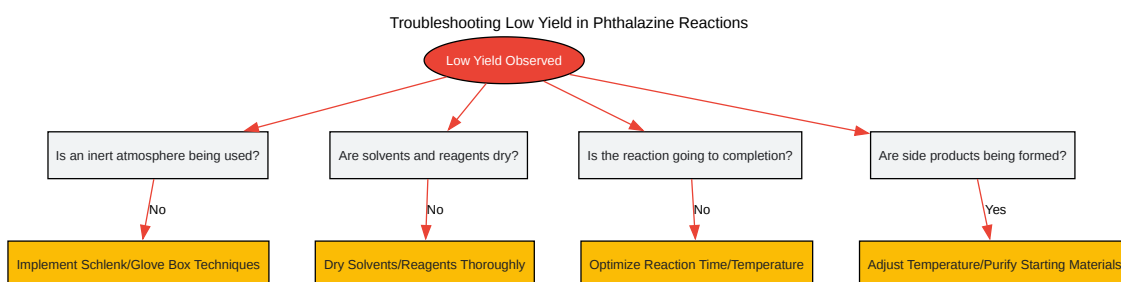 Troubleshooting Low Yield in Phthalazine Reactions
Low Yield Observed
Is an inert atmosphere being used?
Are solvents and reagents dry?
Is the reaction going to completion?
Are side products being formed?
No
No
No
Yes
Implement Schlenk/Glove Box Techniques
Dry Solvents/Reagents Thoroughly
Optimize Reaction Time/Temperature
Adjust Temperature/Purify Starting Materials